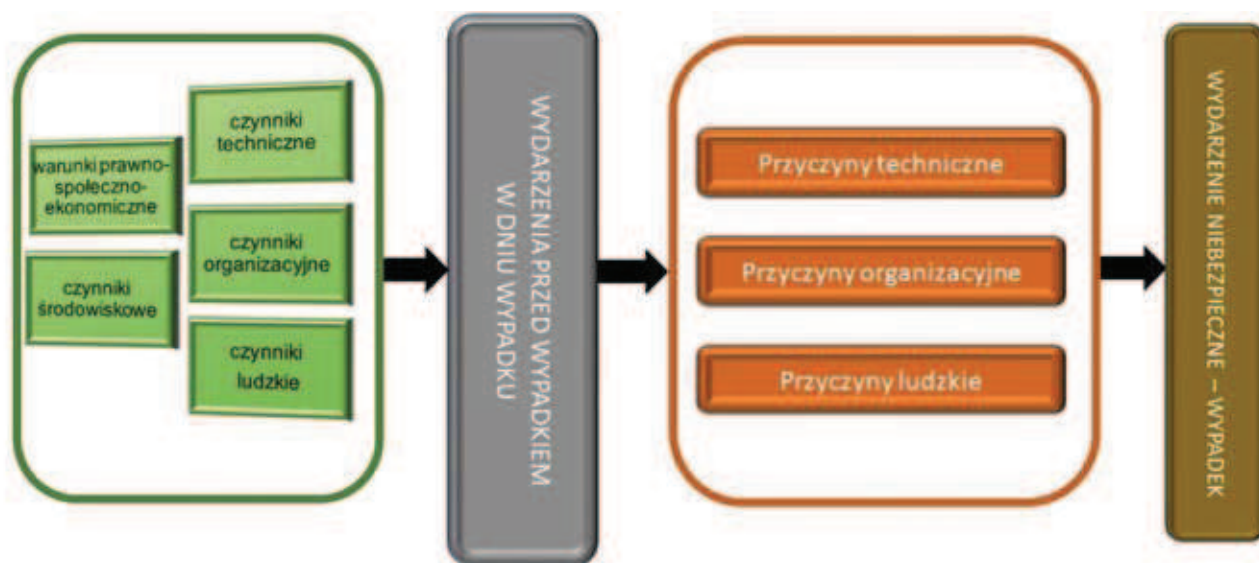 warunki prawno-
społeczno-
ekonomiczne
czynniki
środowiskowe
czynniki
techniczne
czynniki
organizacyjne
czynniki
ludzkie
WYDARZENIA PRZED WYPADKIEM
W DNIU WYPADKU
Przyczyny techniczne
Przyczyny organizacyjne
Przyczyny ludzkie
WYDARZENIE NIEBEZPIECZNE – WYPADEK